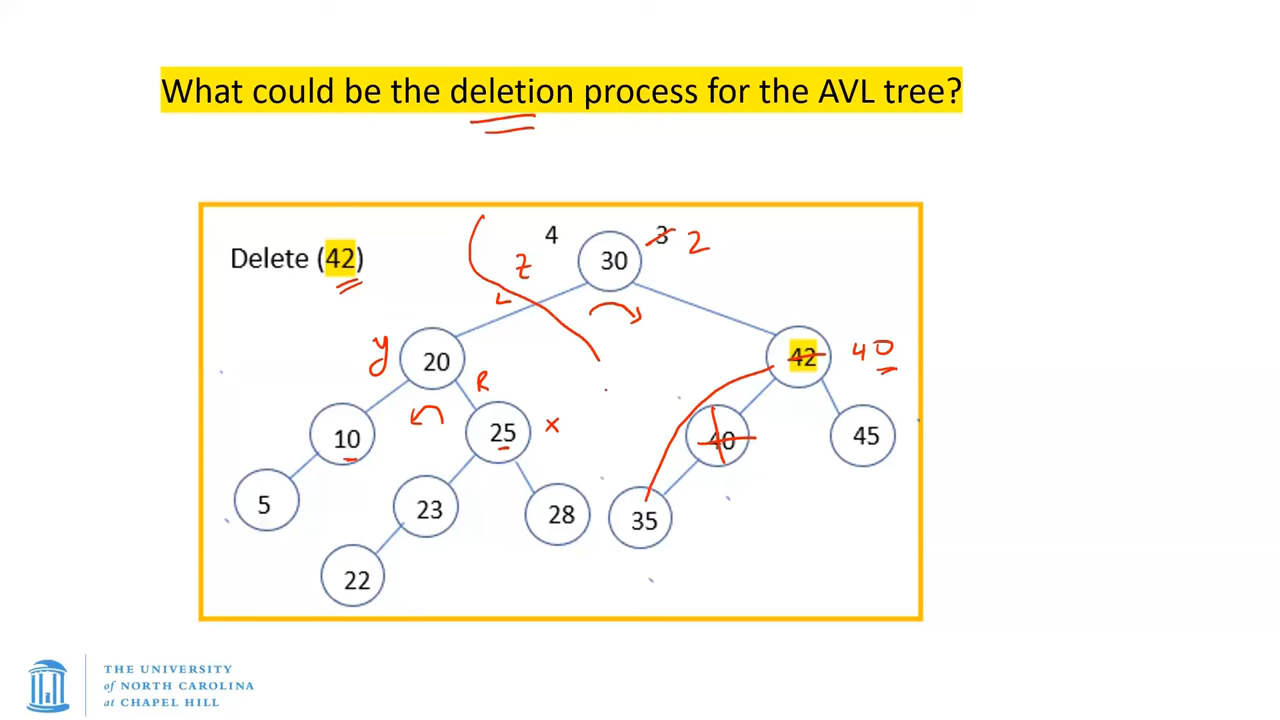 What could be the deletion process for the AVL tree?
Delete (42)
4
30
3
2
z
L
y
20
R
42
40
10
25
x
40
45
5
23
28
35
22
THE UNIVERSITY
of NORTH CAROLINA
at CHAPEL HILL